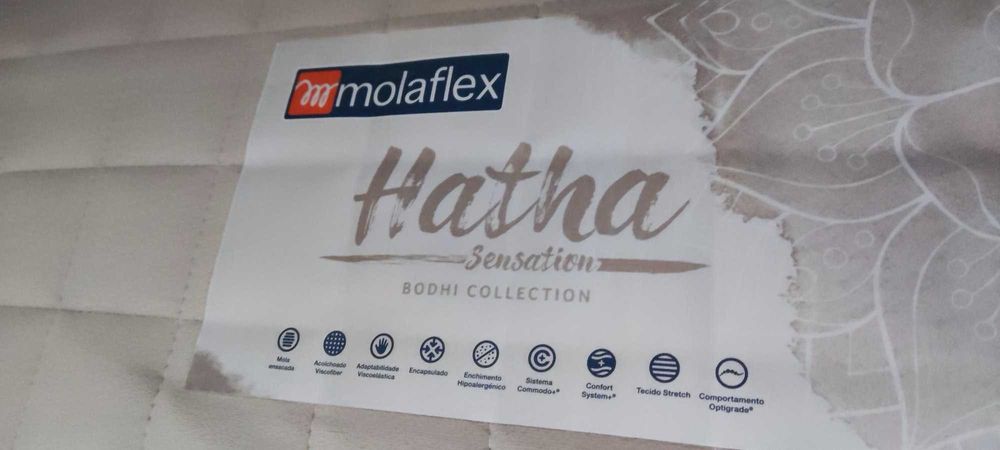 molaflex
Hatha
Sensation
BODHI COLLECTION
Mola
ensacada
Acolchoado
Viscofiber
Adaptabilidade
Viscoelástica
Encapsulado
Enchimento
Hipoalergénico
Sistema
Commodo+®
Confort
System+®
Tecido Stretch
Comportamento
Optigrade®